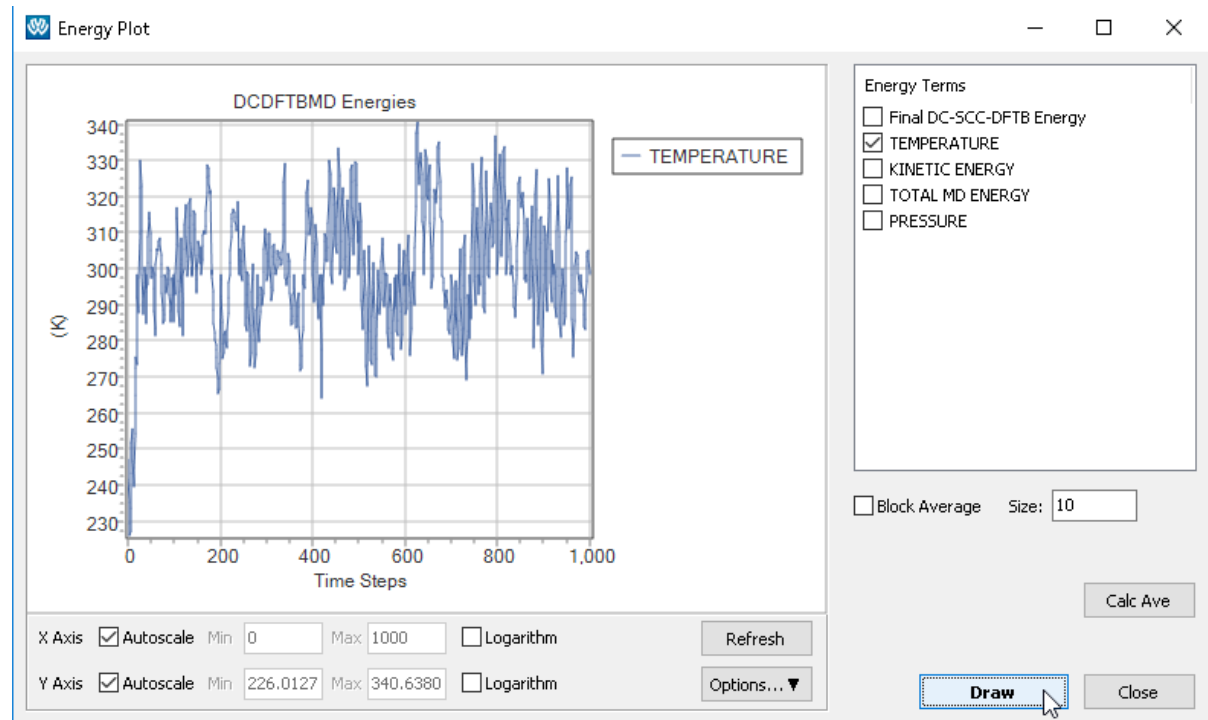 Energy Plot
DCDFTBMD Energies
340
330
320
310
300
290
280
270
260
250
240
230
(K)
0 200 400 600 800 1,000
Time Steps
TEMPERATURE
Energy Terms
Final DC-SCC-DFTB Energy
TEMPERATURE
KINETIC ENERGY
TOTAL MD ENERGY
PRESSURE
Block Average Size: 10
Calc Ave
X Axis Autoscale Min 0 Max 1000 Logarithm Refresh
Y Axis Autoscale Min 226.0127 Max 340.6380 Logarithm Options... ▼
Draw Close